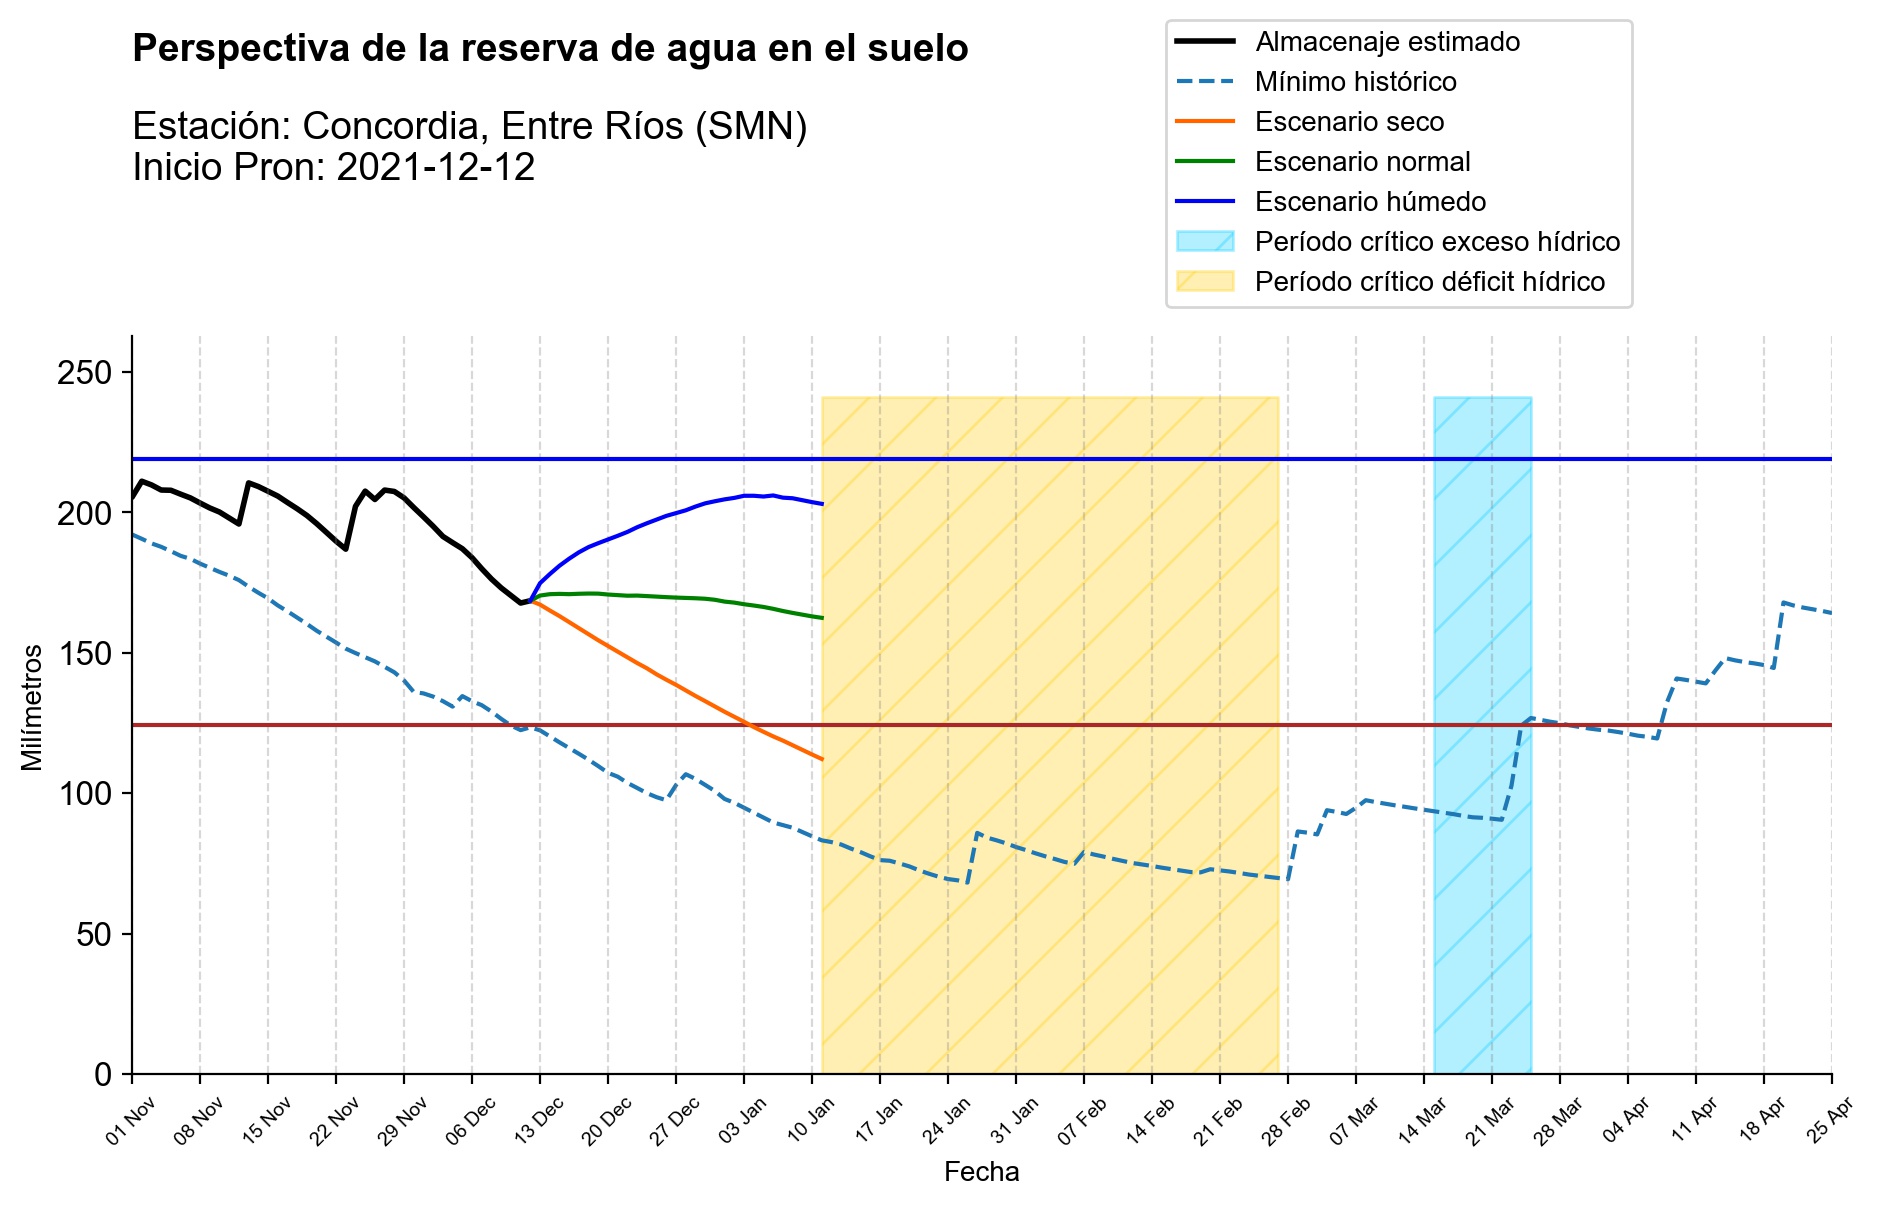 Perspectiva de la reserva de agua en el suelo
Estación: Concordia, Entre Ríos (SMN)
Inicio Pron: 2021-12-12
Almacenaje estimado
Mínimo histórico
Escenario seco
Escenario normal
Escenario húmedo
Período crítico exceso hídrico
Período crítico déficit hídrico
250
200
150
100
50
0
Milímetros
01 Nov
08 Nov
15 Nov
22 Nov
29 Nov
06 Dec
13 Dec
20 Dec
27 Dec
03 Jan
10 Jan
17 Jan
24 Jan
31 Jan
07 Feb
14 Feb
21 Feb
28 Feb
07 Mar
14 Mar
21 Mar
28 Mar
04 Apr
11 Apr
18 Apr
25 Apr
Fecha